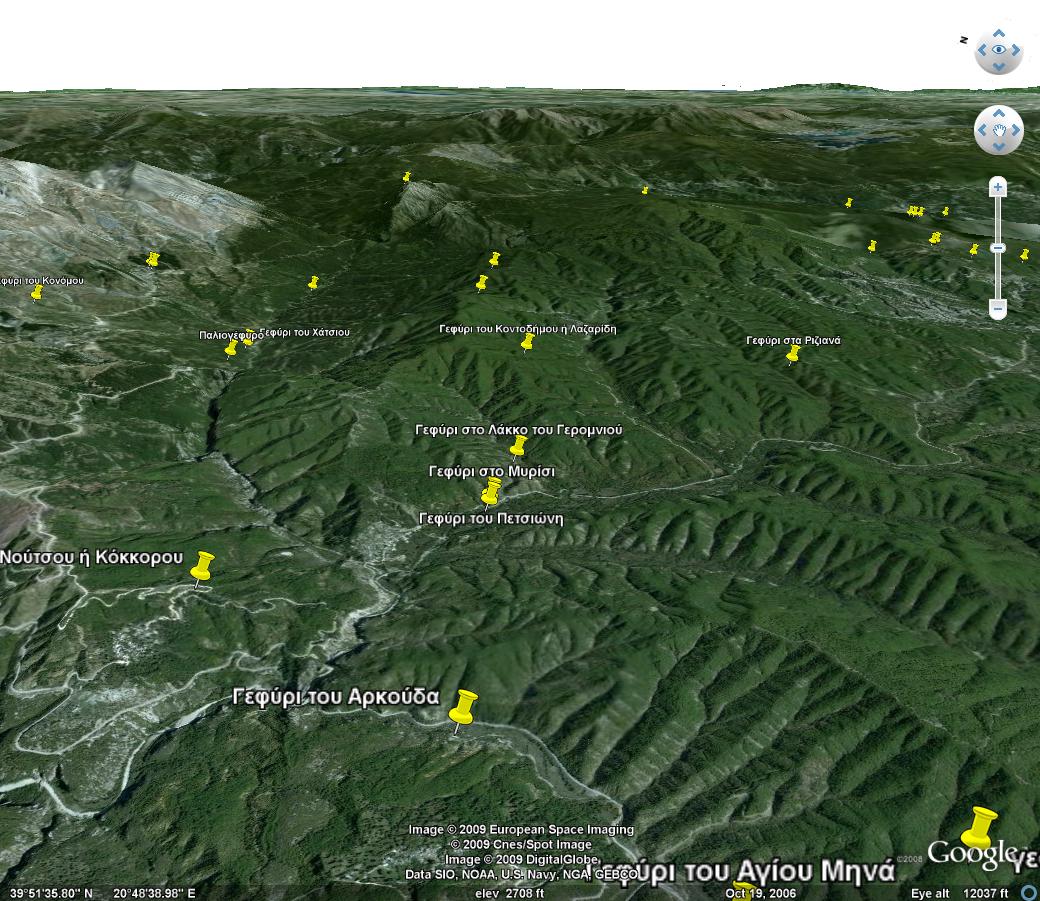 N
φύρι του Κονόμου
Παλιογέφυρο
Γεφύρι του Χάτσιου
Γεφύρι του Κοντοδήμου ή Λαζαρίδη
Γεφύρι στα Ριζιανά
Γεφύρι στο Λάκκο του Γερομνιού
Γεφύρι στο Μυρίσι
Γεφύρι του Πετσιώνη
Νούτσου ή Κόκκορου
Γεφύρι του Αρκούδα
Image © 2009 European Space Imaging
© 2009 Cnes/Spot Image
Image © 2009 DigitalGlobe
Data SIO, NOAA, U.S. Navy, NGA, GEBCO
φύρι του Αγίου Μηνά
©2008 Google
39°51'35.80" N 20°48'38.98" E
elev 2708 ft
Oct 19, 2006
Eye alt 12037 ft